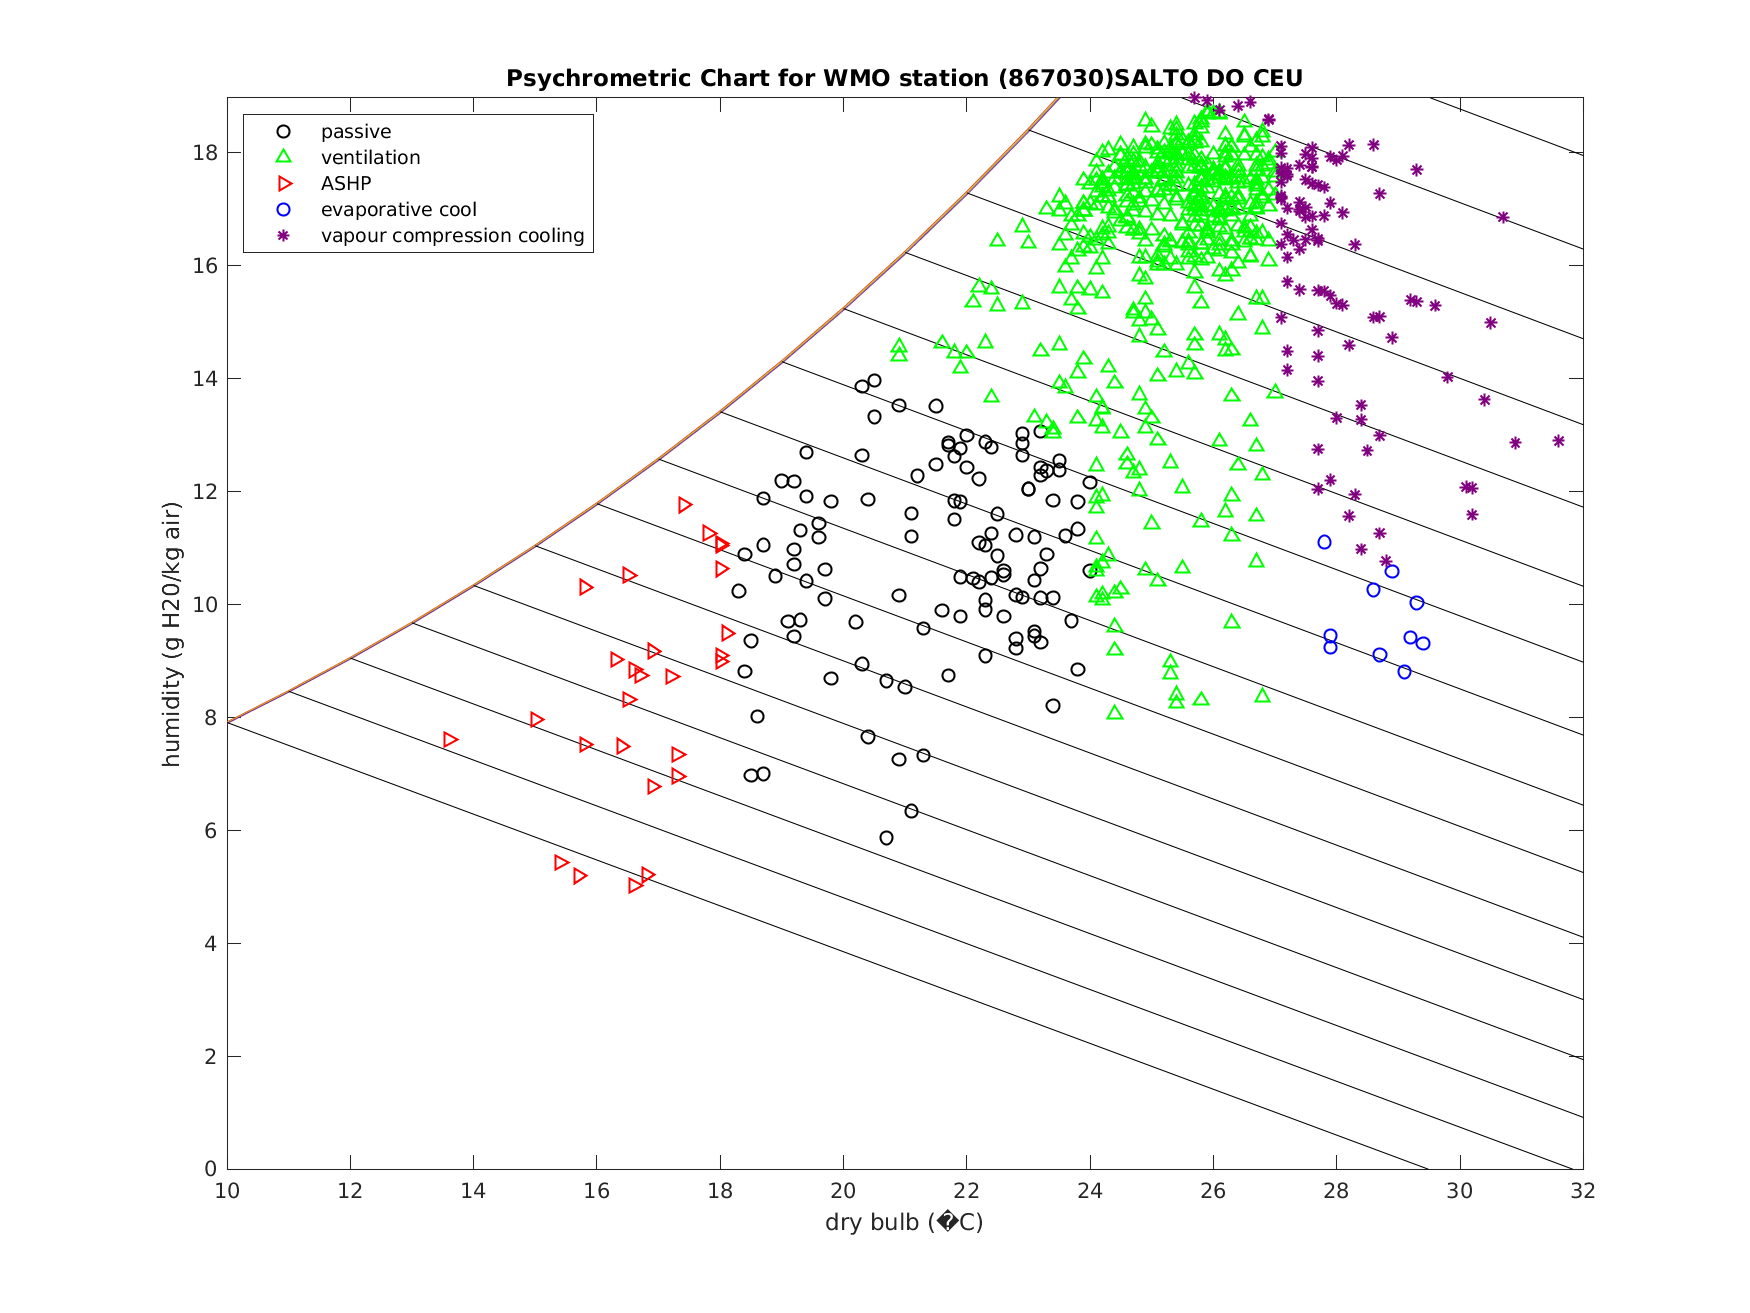 Psychrometric Chart for WMO station (867030)SALTO DO CEU
passive
ventilation
ASHP
evaporative cool
vapour compression cooling
humidity (g H20/kg air)
18
16
14
12
10
8
6
4
2
0
10 12 14 16 18 20 22 24 26 28 30 32
dry bulb (�C)